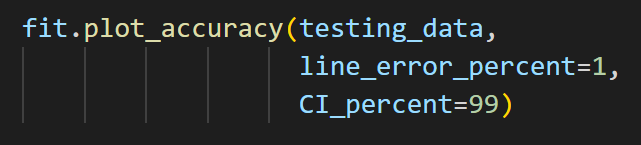 fit.plot_accuracy(testing_data,
line_error_percent=1,
CI_percent=99)